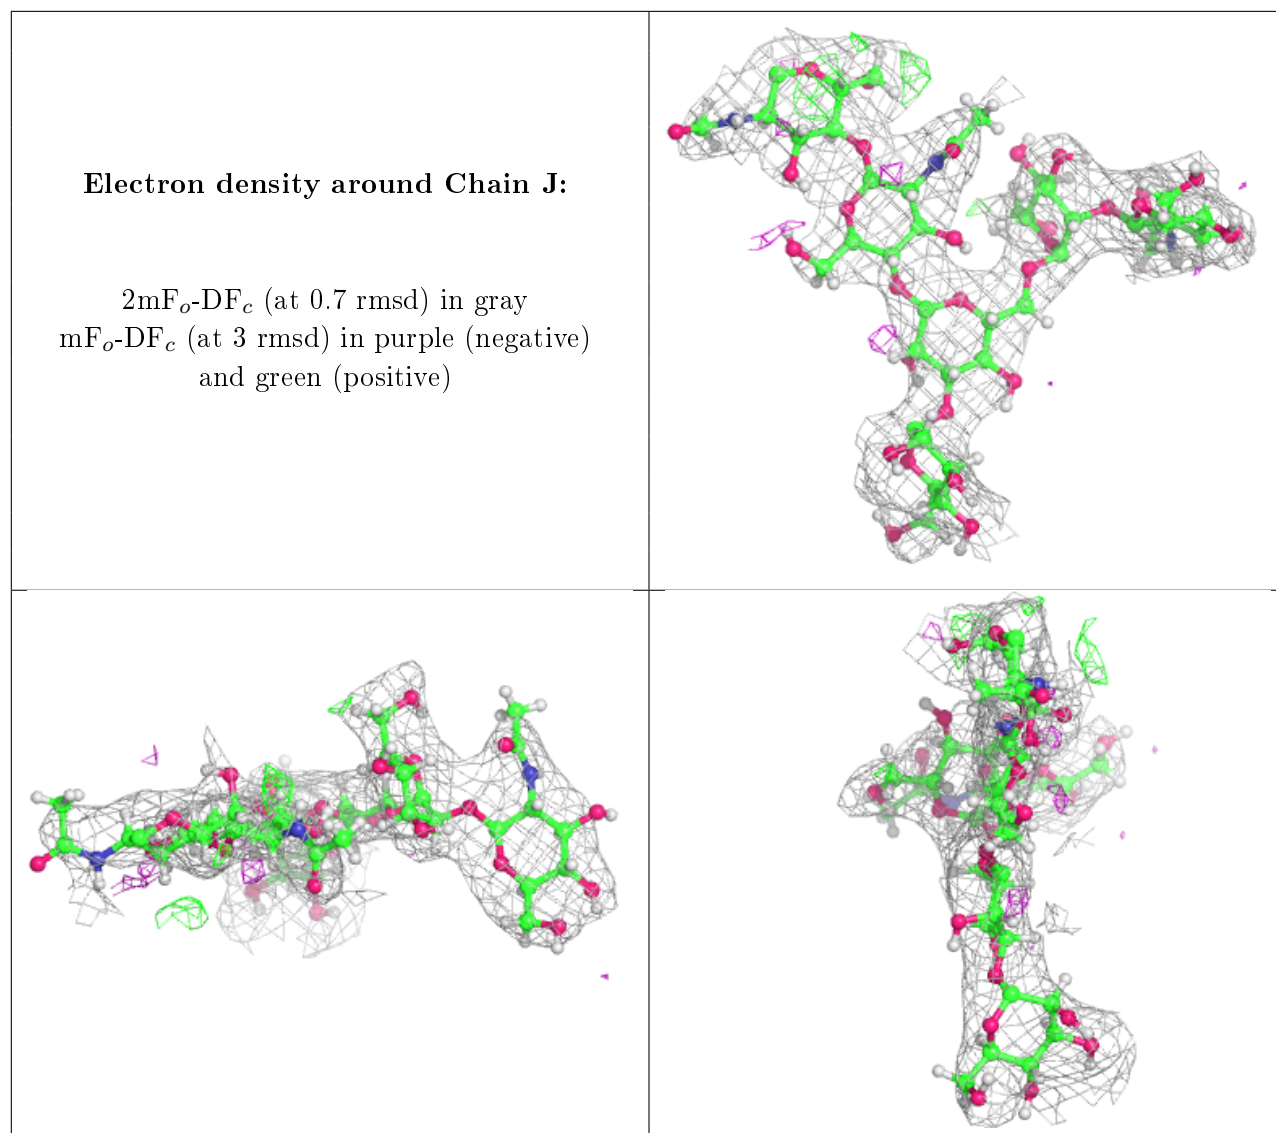 Electron density around Chain J:
2mFo-DFc (at 0.7 rmsd) in gray
mFo-DFc (at 3 rmsd) in purple (negative)
and green (positive)